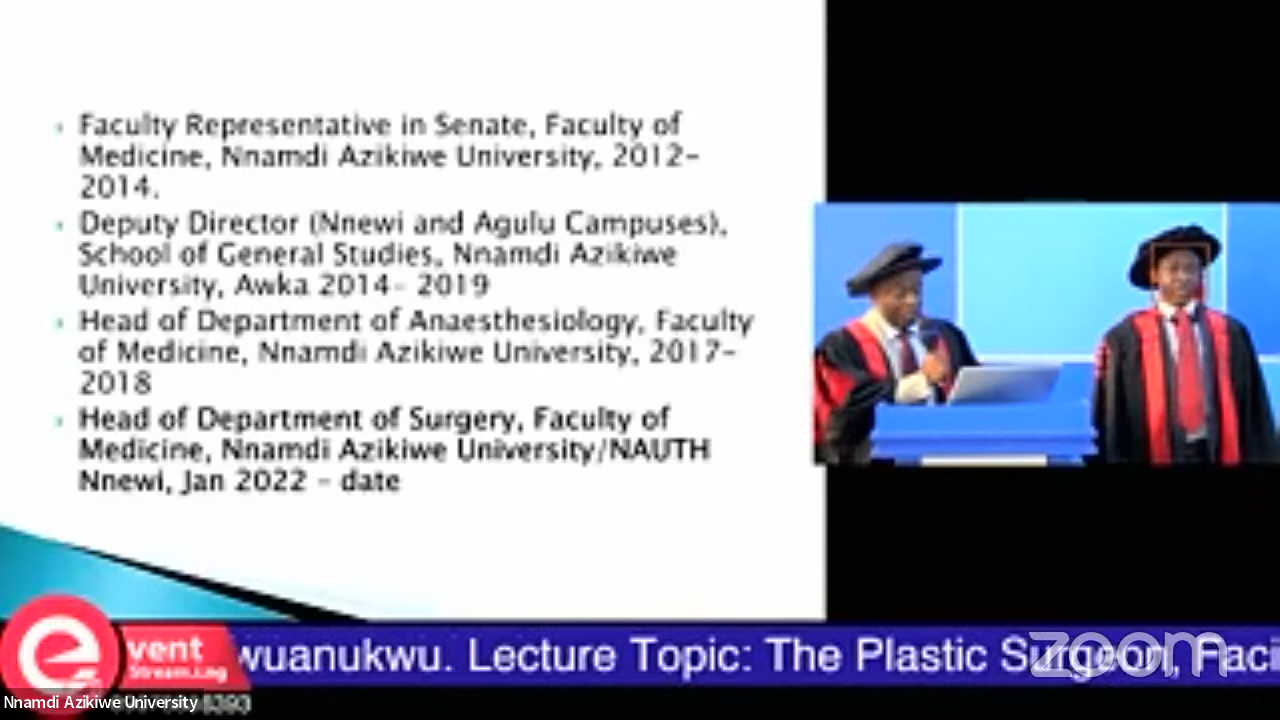 Faculty Representative in Senate, Faculty of
Medicine, Nnamdi Azikiwe University, 2012-
2014.
Deputy Director (Nnewi and Agulu Campuses),
School of General Studies, Nnamdi Azikiwe
University, Awka 2014- 2019
Head of Department of Anaesthesiology, Faculty
of Medicine, Nnamdi Azikiwe University, 2017-
2018
Head of Department of Surgery, Faculty of
Medicine, Nnamdi Azikiwe University/NAUTH
Nnewi, Jan 2022 - date
event
Streaming
wuanukwu. Lecture Topic: The Plastic Surgeon, Faci
zoom
Nnamdi Azikiwe University